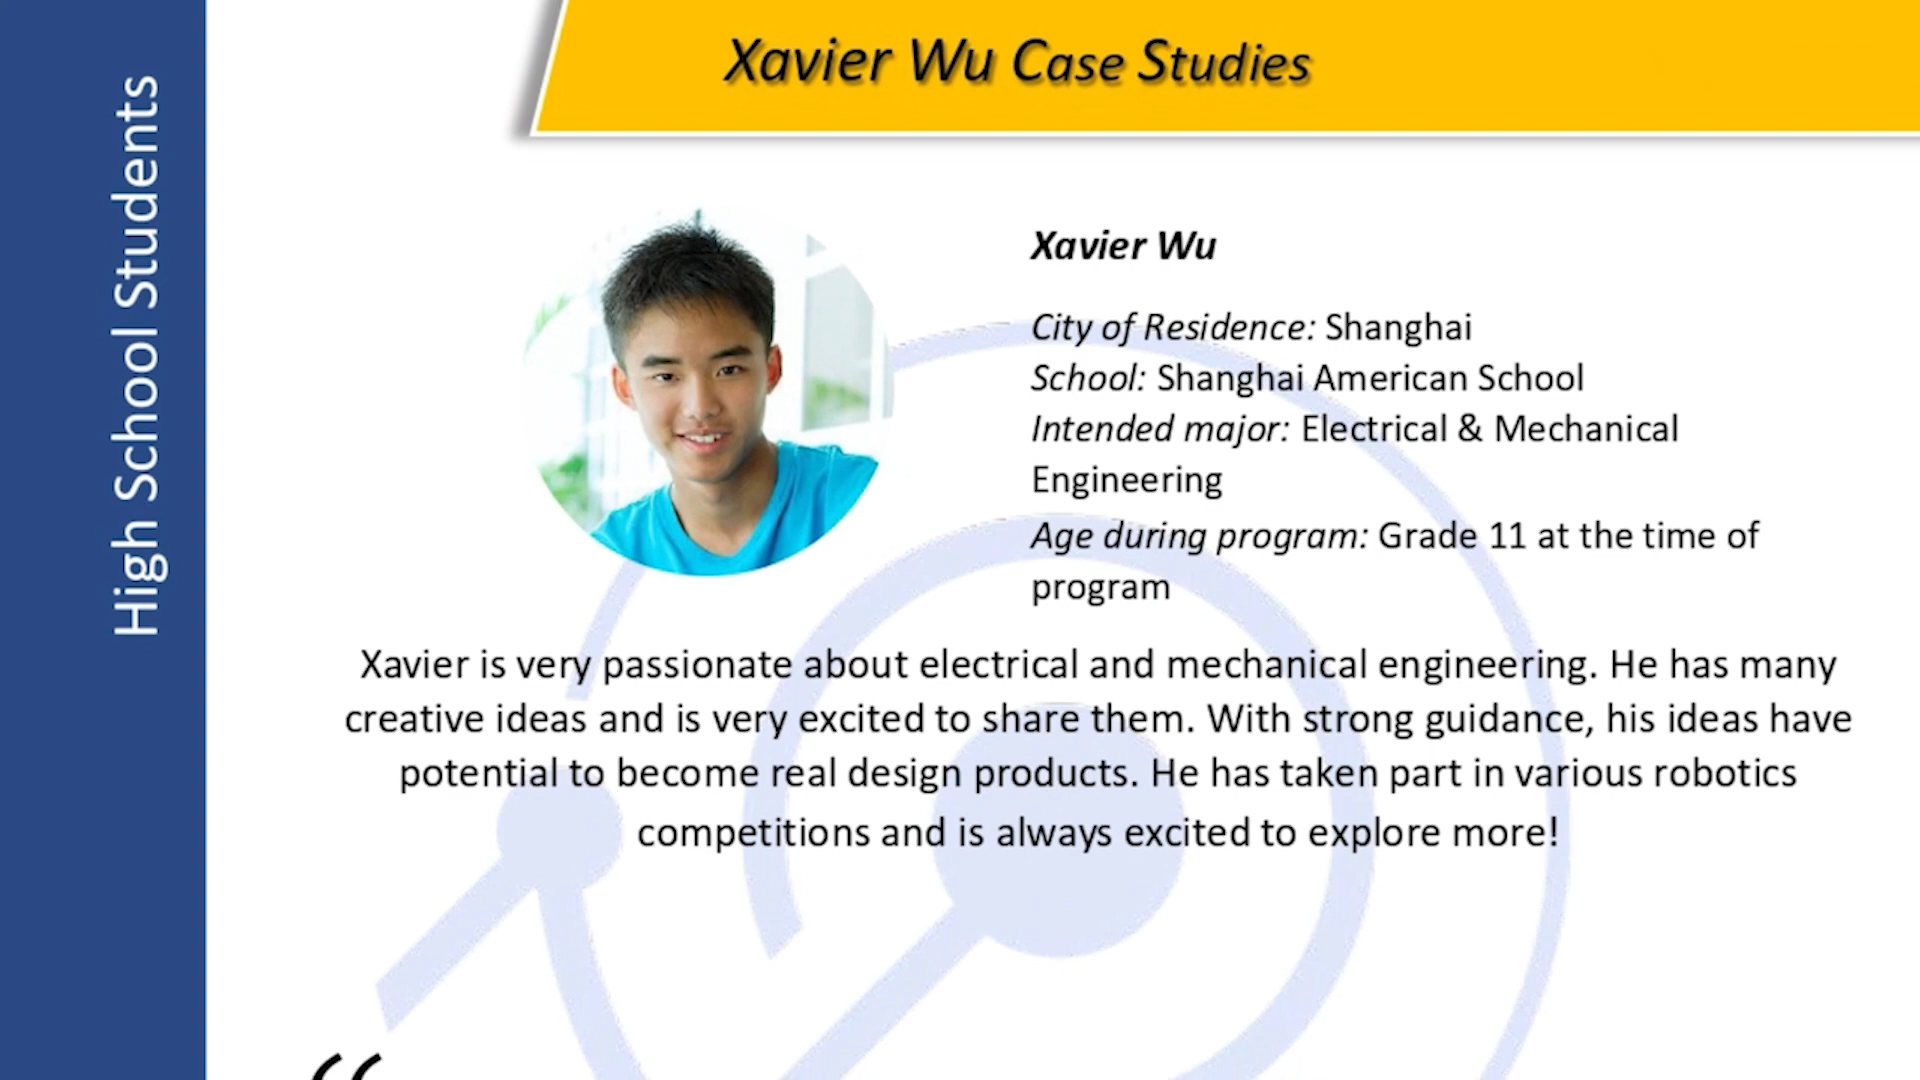 High School Students
Xavier Wu Case Studies
Xavier Wu
City of Residence: Shanghai
School: Shanghai American School
Intended major: Electrical & Mechanical
Engineering
Age during program: Grade 11 at the time of
program
Xavier is very passionate about electrical and mechanical engineering. He has many
creative ideas and is very excited to share them. With strong guidance, his ideas have
potential to become real design products. He has taken part in various robotics
competitions and is always excited to explore more!
“